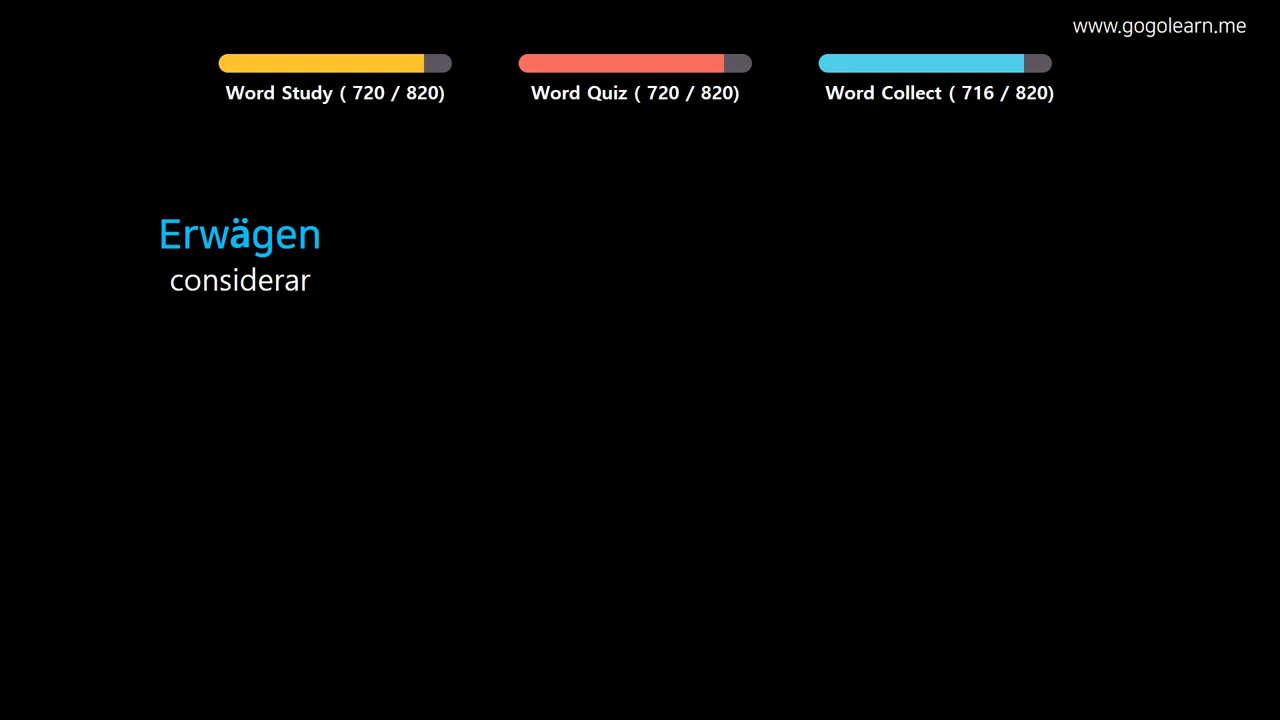 www.gogolearn.me
Word Study ( 720 / 820)
Word Quiz ( 720 / 820)
Word Collect ( 716 / 820)
Erwägen
considerar